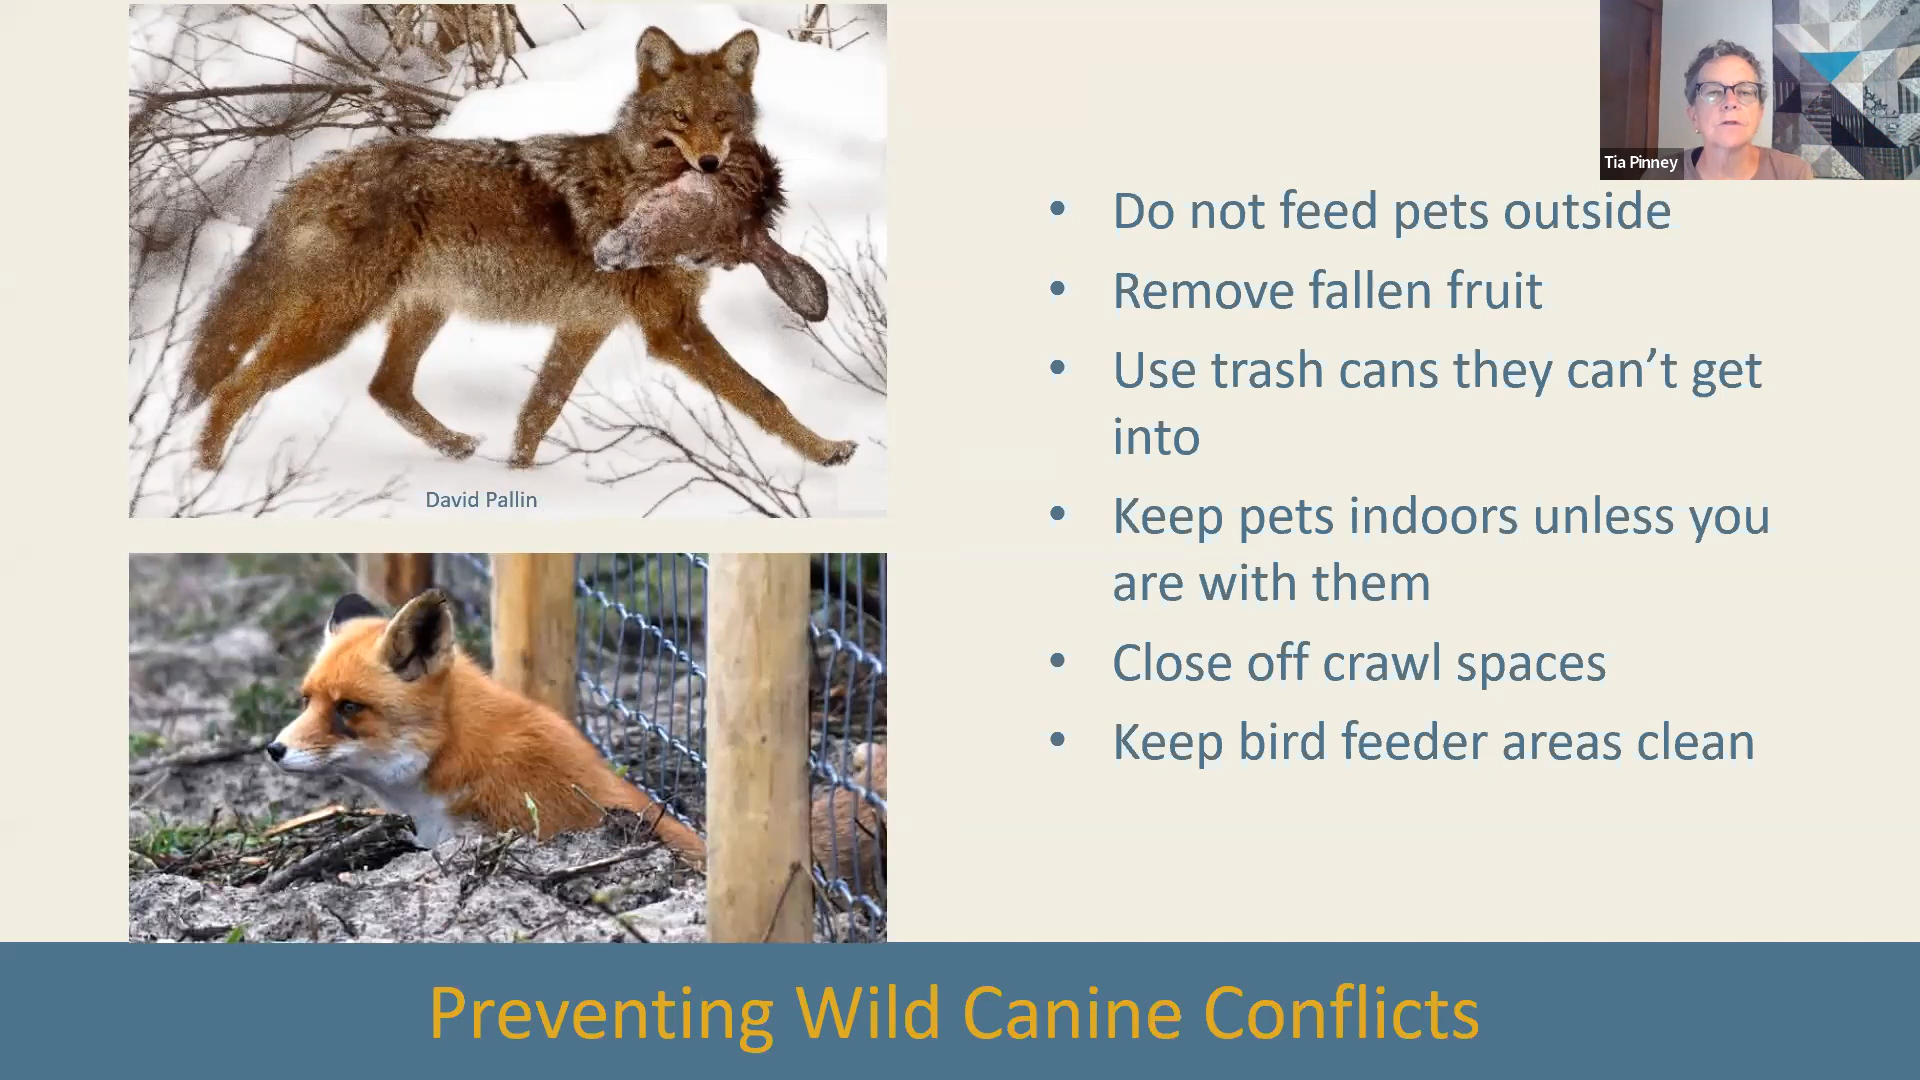 Tia Pinney
• Do not feed pets outside
• Remove fallen fruit
• Use trash cans they can’t get
into
• Keep pets indoors unless you
are with them
• Close off crawl spaces
• Keep bird feeder areas clean
David Pallin
Preventing Wild Canine Conflicts